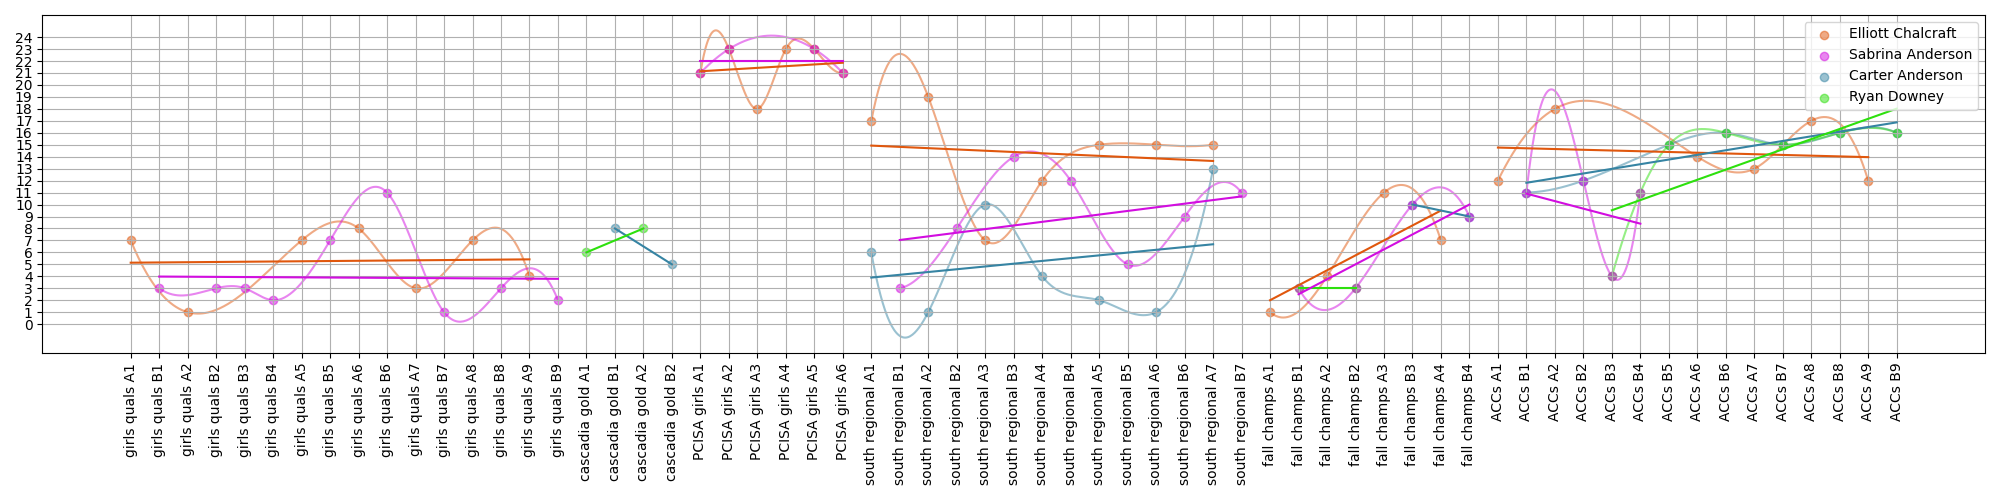 24
23
22
21
20
19
18
17
16
15
14
13
12
11
10
9
8
7
6
5
4
3
2
1
0
Elliott Chalcraft
Sabrina Anderson
Carter Anderson
Ryan Downey
girls quals A1
girls quals B1
girls quals A2
girls quals B2
girls quals B3
girls quals B4
girls quals A5
girls quals B5
girls quals A6
girls quals B6
girls quals A7
girls quals B7
girls quals A8
girls quals B8
girls quals A9
girls quals B9
cascadia gold A1
cascadia gold B1
cascadia gold A2
cascadia gold B2
PCISA girls A1
PCISA girls A2
PCISA girls A3
PCISA girls A4
PCISA girls A5
PCISA girls A6
south regional A1
south regional B1
south regional A2
south regional B2
south regional A3
south regional B3
south regional A4
south regional B4
south regional A5
south regional B5
south regional A6
south regional B6
south regional A7
south regional B7
fall champs A1
fall champs B1
fall champs A2
fall champs B2
fall champs A3
fall champs B3
fall champs A4
fall champs B4
ACCs A1
ACCs B1
ACCs A2
ACCs B2
ACCs B3
ACCs B4
ACCs B5
ACCs A6
ACCs B6
ACCs A7
ACCs B7
ACCs A8
ACCs B8
ACCs A9
ACCs B9